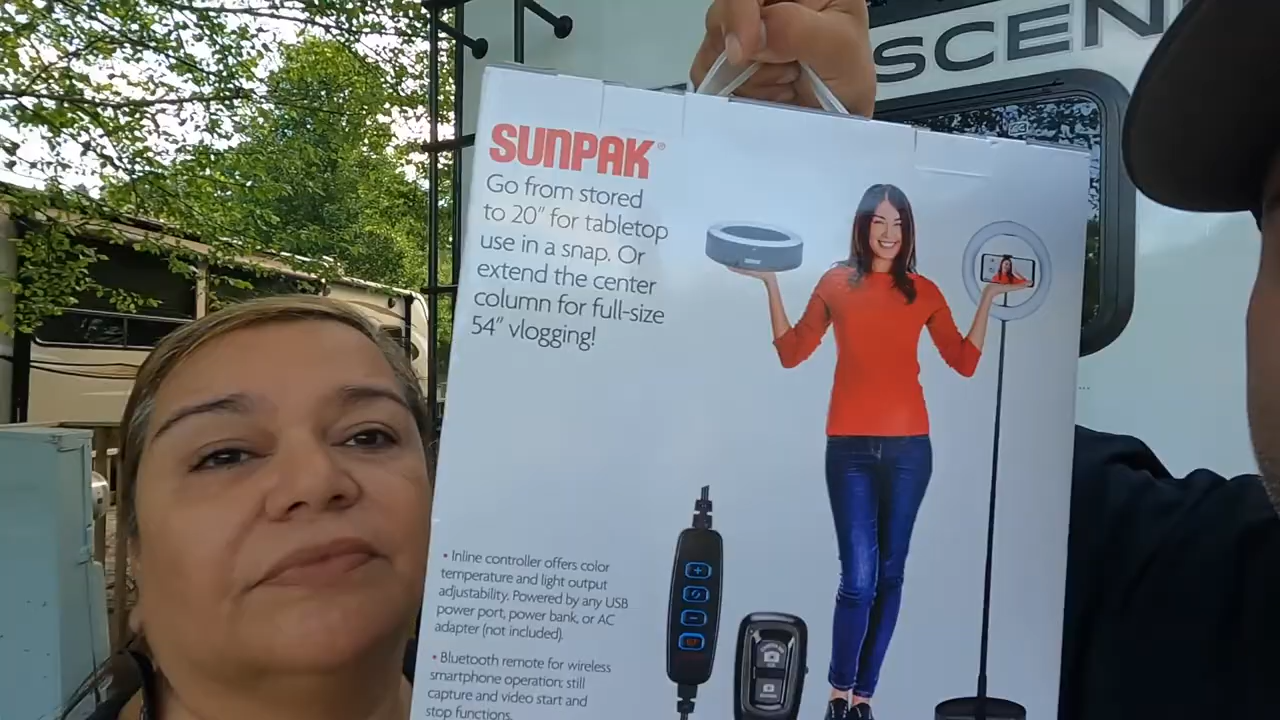 SCEN
SUNPAK®
Go from stored
to 20" for tabletop
use in a snap. Or
extend the center
column for full-size
54" vlogging!
• Inline controller offers color
temperature and light output
adjustability. Powered by any USB
power port, power bank, or AC
adapter (not included).
• Bluetooth remote for wireless
smartphone operation; still
capture and video start and
stop functions.